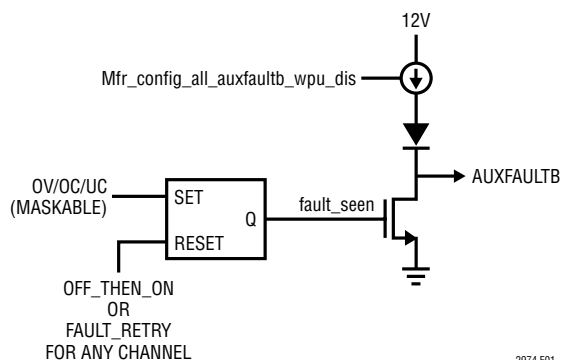 12V
Mfr_config_all_auxfaultb_wpu_dis
AUXFAULTB
OV/OC/UC
(MASKABLE)
SET
Q
fault_seen
RESET
OFF_THEN_ON
OR
FAULT_RETRY
FOR ANY CHANNEL
2974 F01